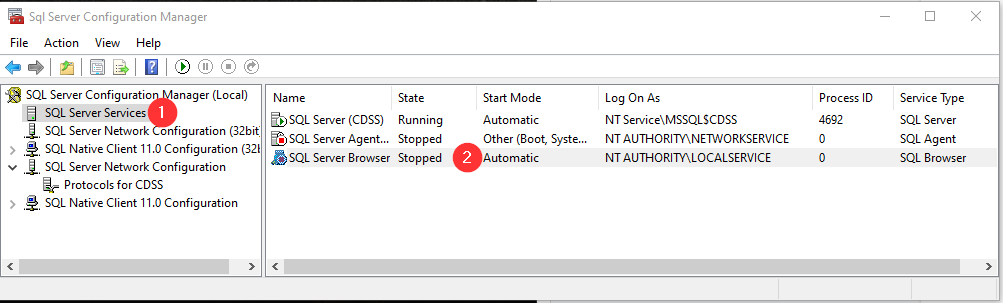 Sql Server Configuration Manager
File Action View Help
SQL Server Configuration Manager (Local)
SQL Server Services 1
SQL Server Network Configuration (32bit
SQL Native Client 11.0 Configuration (32
SQL Server Network Configuration
Protocols for CDSS
SQL Native Client 11.0 Configuration
Name State Start Mode Log On As Process ID Service Type
SQL Server (CDSS) Running Automatic NT Service\MSSQL$CDSS 4692 SQL Server
SQL Server Agent... Stopped Other (Boot, Syste... NT AUTHORITY\NETWORKSERVICE 0 SQL Agent
SQL Server Browser Stopped 2 Automatic NT AUTHORITY\LOCALSERVICE 0 SQL Browser